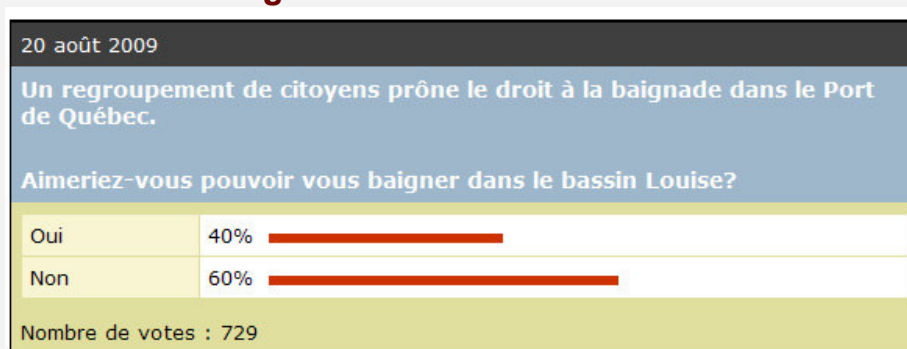 20 août 2009
Un regroupement de citoyens prône le droit à la baignade dans le Port
de Québec.
Aimeriez-vous pouvoir vous baigner dans le bassin Louise?
Oui 40%
Non 60%
Nombre de votes : 729